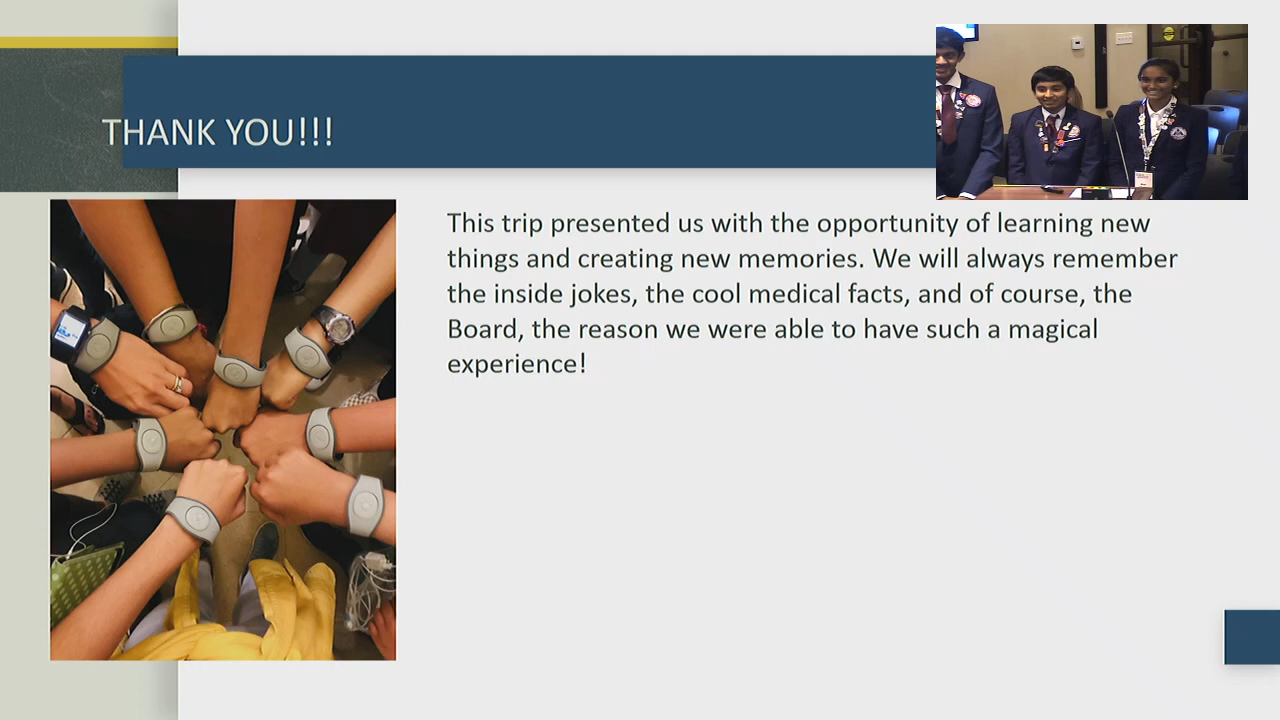 THANK YOU!!!
This trip presented us with the opportunity of learning new
things and creating new memories. We will always remember
the inside jokes, the cool medical facts, and of course, the
Board, the reason we were able to have such a magical
experience!